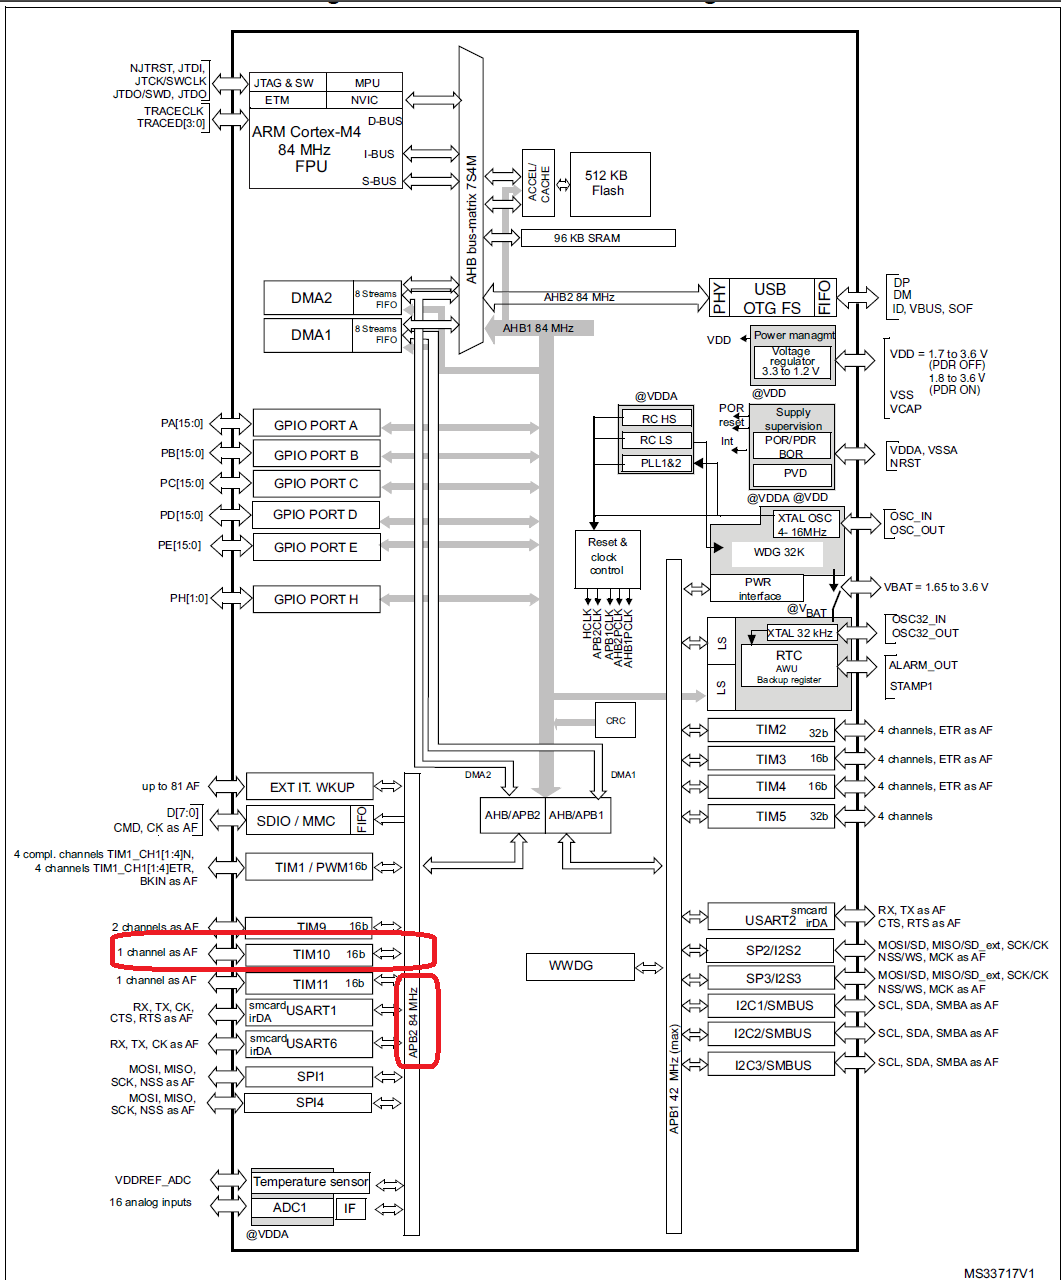 NJTRST, JTDI,
JTCK/SWCLK
JTDO/SWD, JTDO
TRACECLK
TRACED[3:0]
JTAG & SW
MPU
ETM
NVIC
D-BUS
ARM Cortex-M4
84 MHz
FPU
I-BUS
S-BUS
AHB bus-matrix 7S4M
ACCEL/
CACHE
512 KB
Flash
96 KB SRAM
DMA2
8 Streams
FIFO
DMA1
8 Streams
FIFO
AHB2 84 MHz
AHB1 84 MHz
PHY
USB
OTG FS
FIFO
DP
DM
ID, VBUS, SOF
VDD
Power managmt
Voltage
regulator
3.3 to 1.2 V
@VDD
VDD = 1.7 to 3.6 V
(PDR OFF)
1.8 to 3.6 V
(PDR ON)
VSS
VCAP
@VDDA
RC HS
RC LS
PLL1&2
POR
reset
Int
Supply
supervision
POR/PDR
BOR
PVD
@VDDA @VDD
VDDA, VSSA
NRST
PA[15:0]
GPIO PORT A
PB[15:0]
GPIO PORT B
PC[15:0]
GPIO PORT C
PD[15:0]
GPIO PORT D
PE[15:0]
GPIO PORT E
PH[1:0]
GPIO PORT H
XTAL OSC
4- 16MHz
WDG 32K
OSC_IN
OSC_OUT
Reset &
clock
control
HCLK
APB2CLK
APB1CLK
AHB2PCLK
AHB1PCLK
PWR
interface
VBAT = 1.65 to 3.6 V
@VBAT
LS
LS
XTAL 32 kHz
RTC
AWU
Backup register
OSC32_IN
OSC32_OUT
ALARM_OUT
STAMP1
CRC
TIM2
32b
4 channels, ETR as AF
TIM3
16b
4 channels, ETR as AF
TIM4
16b
4 channels, ETR as AF
TIM5
32b
4 channels
DMA2
DMA1
AHB/APB2
AHB/APB1
up to 81 AF
EXT IT. WKUP
D[7:0]
CMD, CK as AF
SDIO / MMC
FIFO
4 compl. channels TIM1_CH1[1:4]N,
4 channels TIM1_CH1[1:4]ETR,
BKIN as AF
TIM1 / PWM
16b
2 channels as AF
TIM9
16b
1 channel as AF
TIM10
16b
1 channel as AF
TIM11
16b
RX, TX, CK,
CTS, RTS as AF
smcard
irDA
USART1
RX, TX, CK as AF
smcard
irDA
USART6
MOSI, MISO,
SCK, NSS as AF
SPI1
MOSI, MISO,
SCK, NSS as AF
SPI4
APB2 84 MHz
VDDREF_ADC
Temperature sensor
16 analog inputs
ADC1
IF
@VDDA
WWDG
APB1 42 MHz (max)
smcard
irDA
USART2
RX, TX as AF
CTS, RTS as AF
SP2/I2S2
MOSI/SD, MISO/SD_ext, SCK/CK
NSS/WS, MCK as AF
SP3/I2S3
MOSI/SD, MISO/SD_ext, SCK/CK
NSS/WS, MCK as AF
I2C1/SMBUS
SCL, SDA, SMBA as AF
I2C2/SMBUS
SCL, SDA, SMBA as AF
I2C3/SMBUS
SCL, SDA, SMBA as AF
MS33717V1